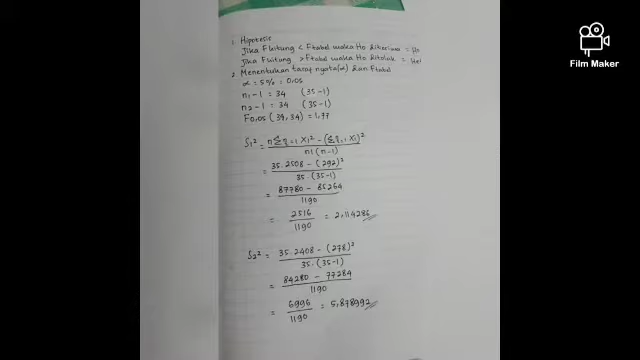 1. Hipotesis
Jika Fhitung < Ftabel maka Ho diterima = Ho
Jika Fhitung > Ftabel maka Ho ditolak = Ha
2. Menentukan taraf nyata (α) dan Ftabel
α = 5% = 0.05
n1 - 1 = 34 (35-1)
n2 - 1 = 34 (35-1)
F0,05 (34,34) = 1,77
S1² = n Σ i=1 Xi² - (Σ i=1 Xi)²
n1 (n-1)
= 35.2508 - (292)²
35.(35-1)
= 87780 - 85264
1190
= 2516 = 2,114286
1190
S2² = 35.2408 - (278)²
35.(35-1)
= 84280 - 77284
1190
= 6996 = 5,878992
1190
Film Maker